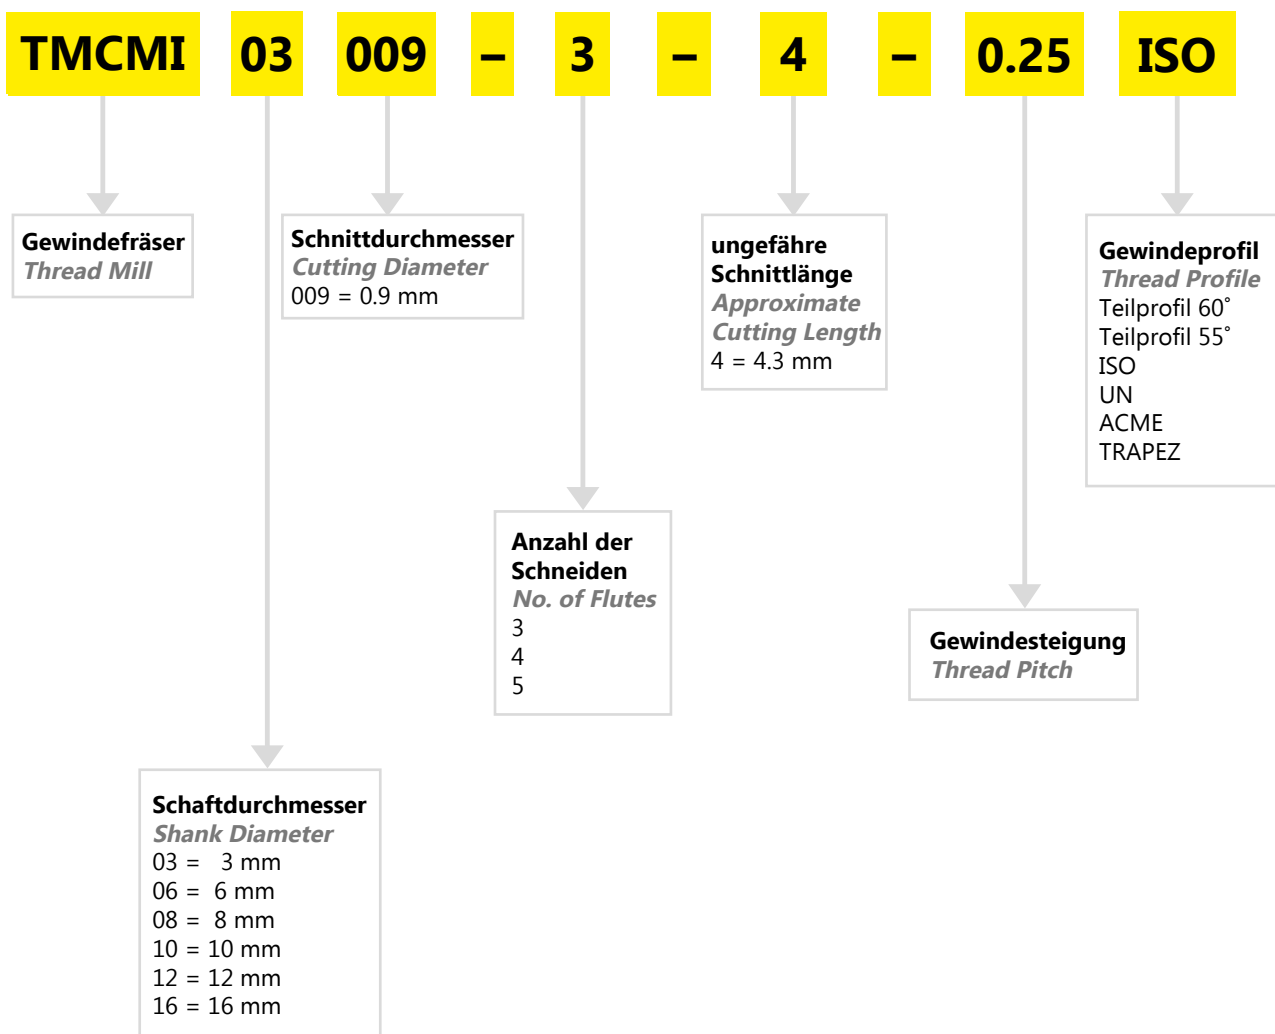 TMCMI 03 009 – 3 – 4 – 0.25 ISO
Gewindefräser
Thread Mill
Schnittdurchmesser
Cutting Diameter
009 = 0.9 mm
ungefähre
Schnittlänge
Approximate
Cutting Length
4 = 4.3 mm
Gewindeprofil
Thread Profile
Teilprofil 60°
Teilprofil 55°
ISO
UN
ACME
TRAPEZ
Anzahl der
Schneiden
No. of Flutes
3
4
5
Gewindesteigung
Thread Pitch
Schaftdurchmesser
Shank Diameter
03 = 3 mm
06 = 6 mm
08 = 8 mm
10 = 10 mm
12 = 12 mm
16 = 16 mm